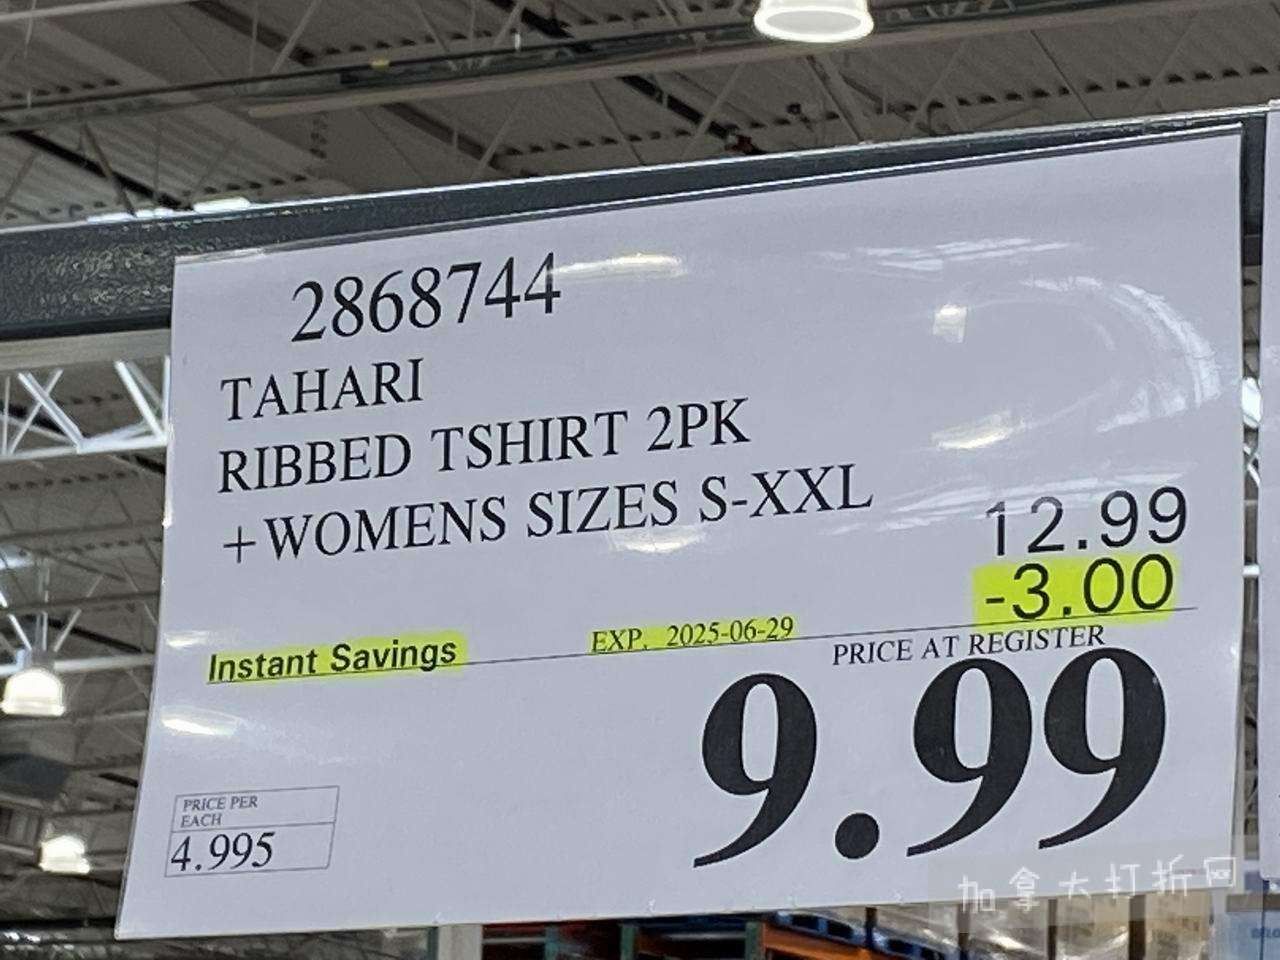 2868744
TAHARI
RIBBED TSHIRT 2PK
+WOMENS SIZES S-XXL
12.99
-3.00
Instant Savings EXP. 2025-06-29
PRICE AT REGISTER
9.99
PRICE PER
EACH
4.995
加拿大打折网